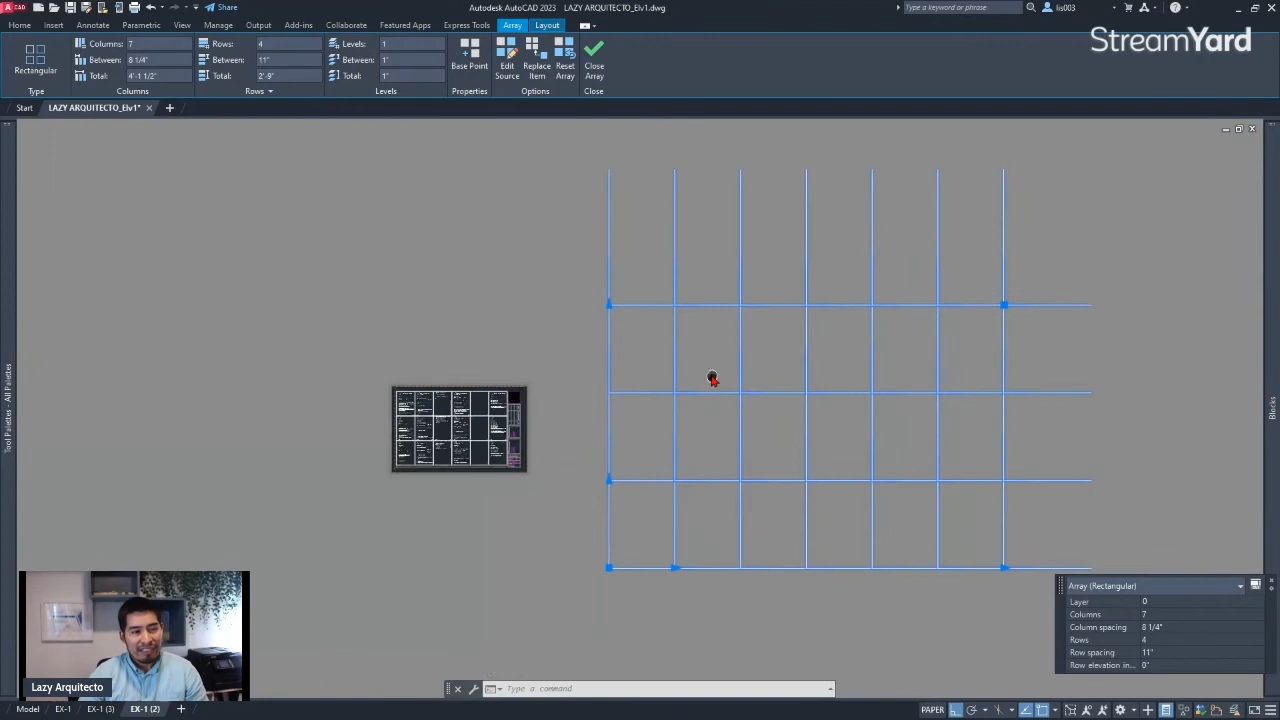 Autodesk AutoCAD 2023 LAZY ARQUITECTO_Elv1.dwg
CAD
Share
Type a keyword or phrase
lis003
Home Insert Annotate Parametric View Manage Output Add-ins Collaborate Featured Apps Express Tools Array Layout
StreamYard
Columns: 7
Between: 8 1/4"
Total: 4'-1 1/2"
Rows: 4
Between: 11"
Total: 2'-9"
Levels: 1
Between: 1"
Total: 1"
Rectangular
Base Point
Edit Source
Replace Item
Reset Array
Close Array
Type Columns Rows Levels Properties Options Close
Start LAZY ARQUITECTO_Elv1*
Tool Palettes - All Palettes
Blocks
Array (Rectangular)
Layer 0
Columns 7
Column spacing 8 1/4"
Rows 4
Row spacing 11"
Row elevation in... 0"
Lazy Arquitecto
Type a command
Model EX-1 EX-1 (3) EX-1 (2)
PAPER